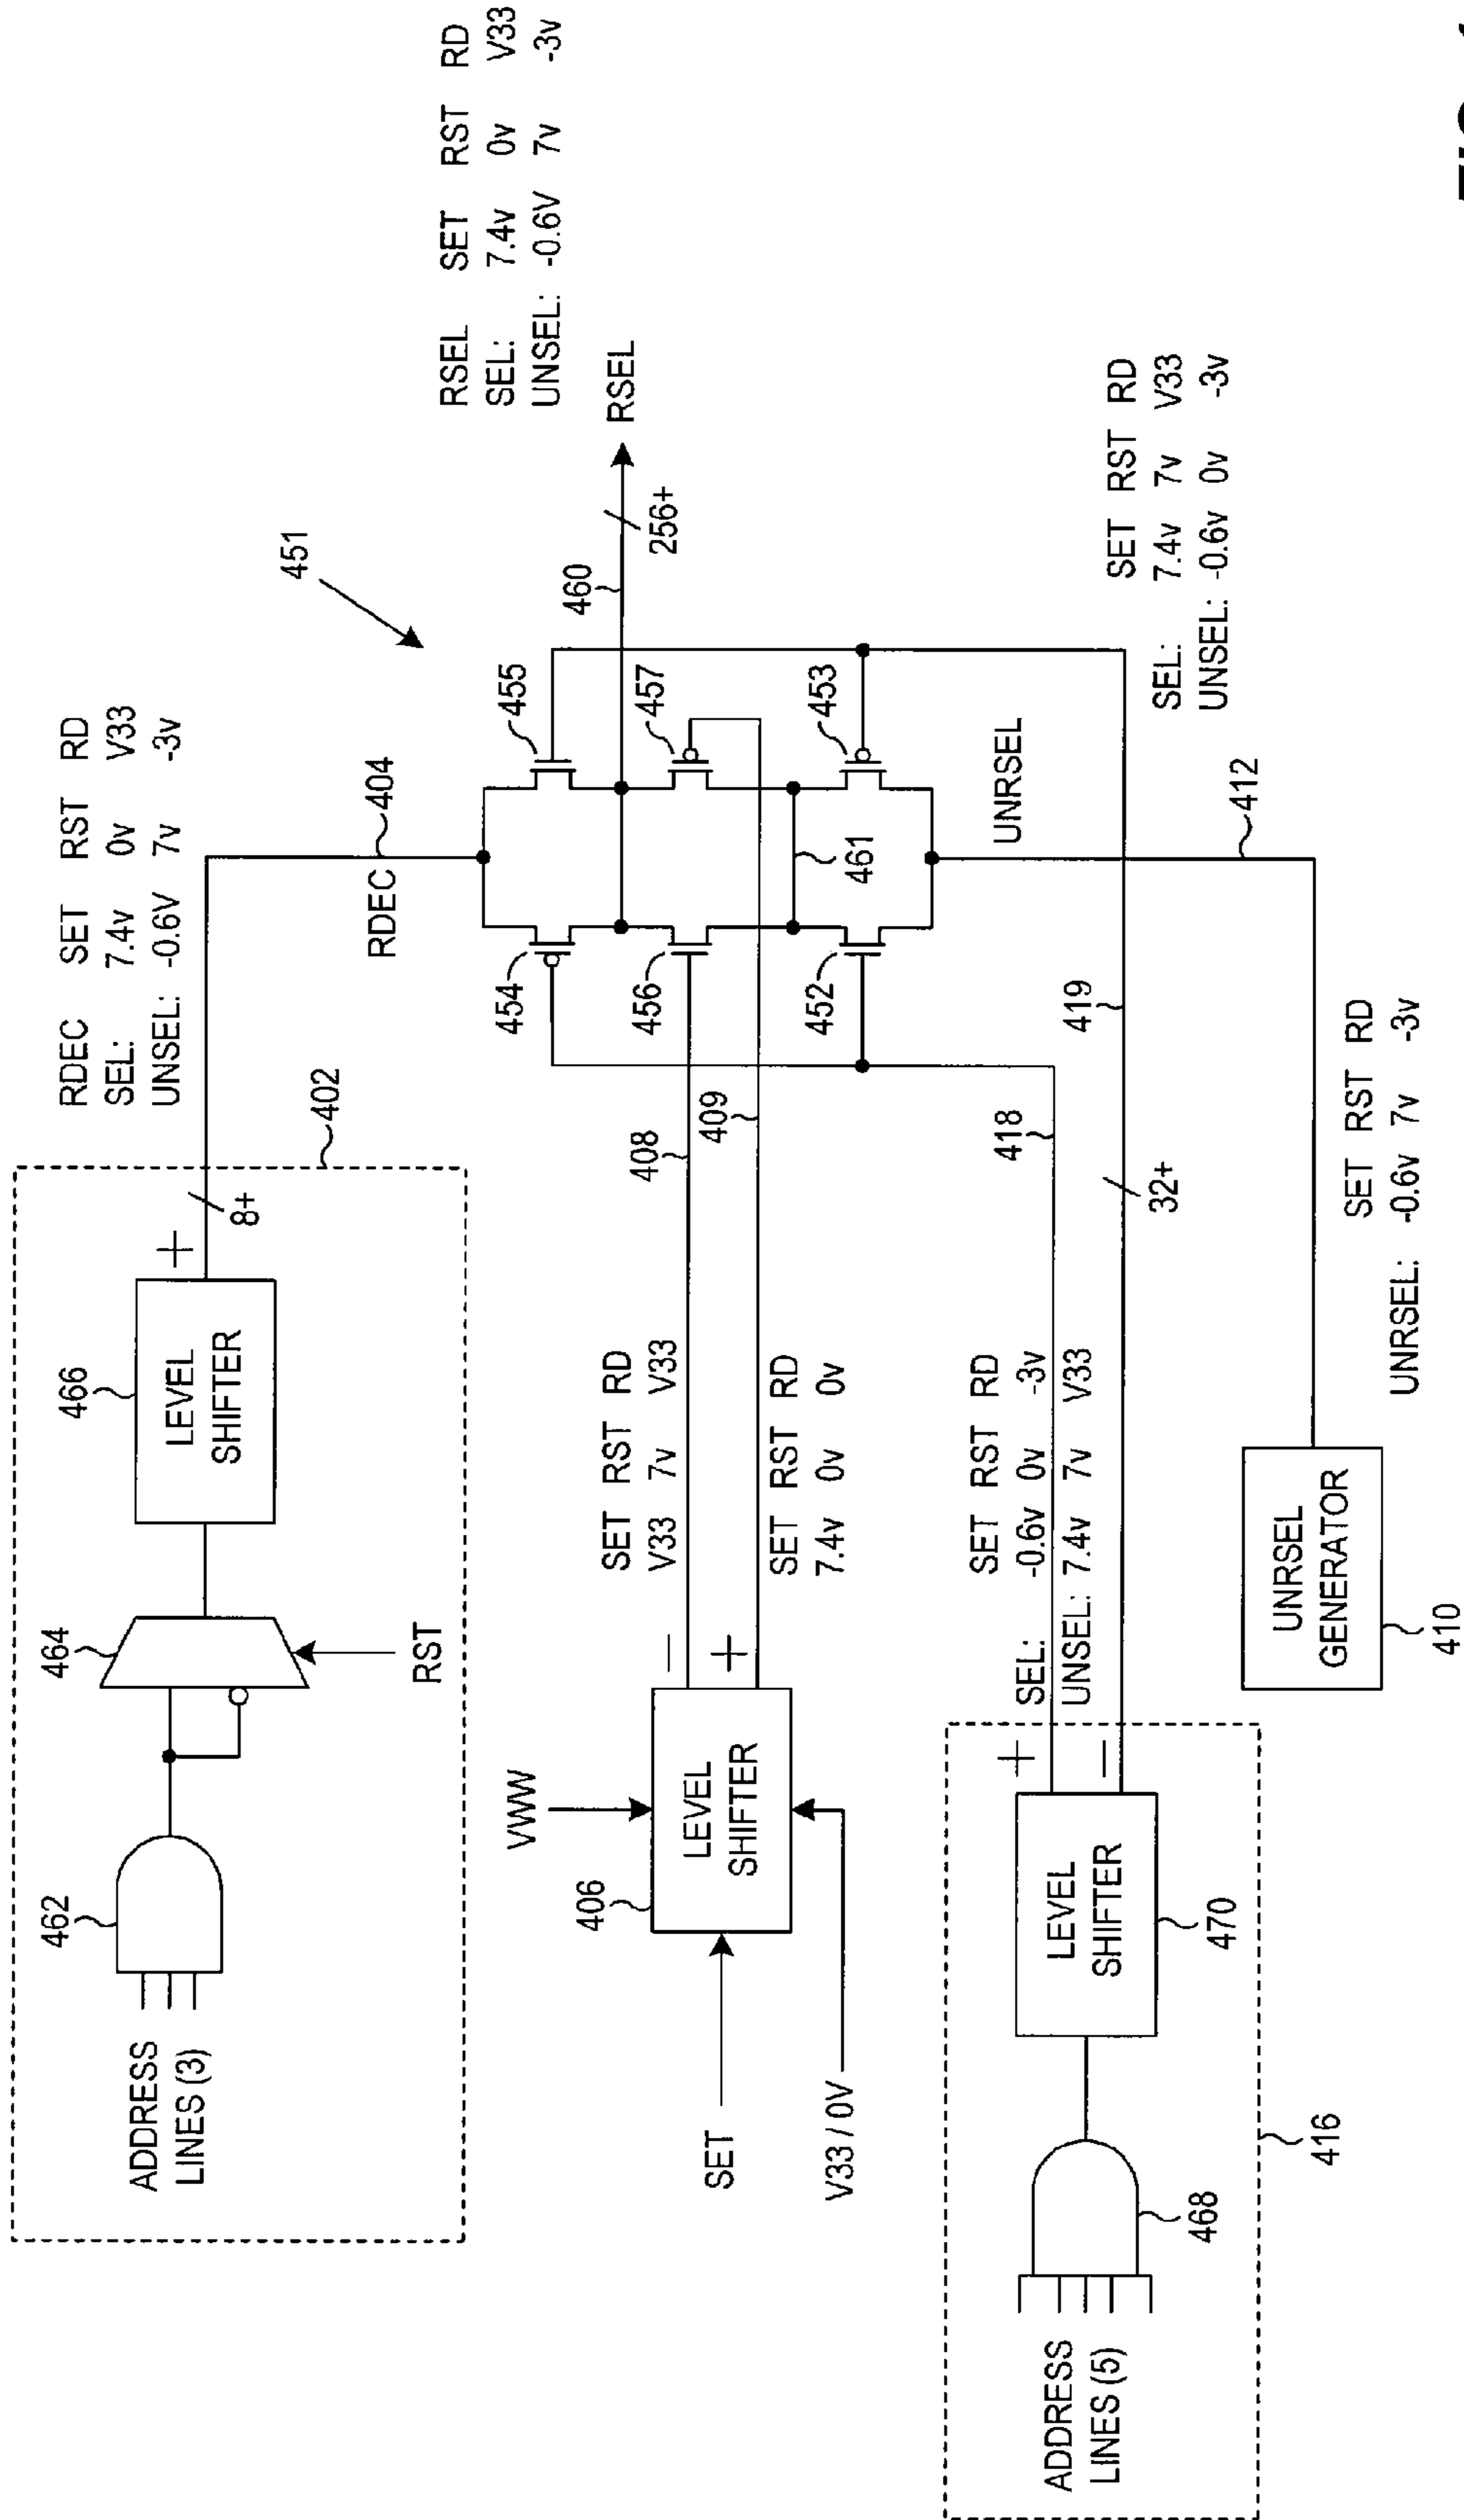 RDEC SET RST RD
SEL: 7.4v 0v V33
UNSEL: -0.6V 7v -3v
402
8+
+
466
LEVEL
SHIFTER
464
RST
462
ADDRESS
LINES (3)
404
RDEC
451
RSEL SET RST RD
SEL: 7.4v 0v V33
UNSEL: -0.6V 7v -3v
RSEL
256+
460
454
455
456
457
452
453
461
UNRSEL
VWW
406
LEVEL
SHIFTER
SET
V33 / 0V
−
+
408
409
SET RST RD
V33 7v V33
SET RST RD
7.4v 0v 0v
418
419
32+
SET RST RD
SEL: -0.6v 0v -3v
UNSEL: 7.4v 7v V33
SET RST RD
SEL: 7.4v 7v V33
UNSEL: -0.6v 0v -3v
+
−
LEVEL
SHIFTER
470
468
ADDRESS
LINES (5)
416
UNRSEL
GENERATOR
410
412
SET RST RD
UNRSEL: -0.6v 7v -3v